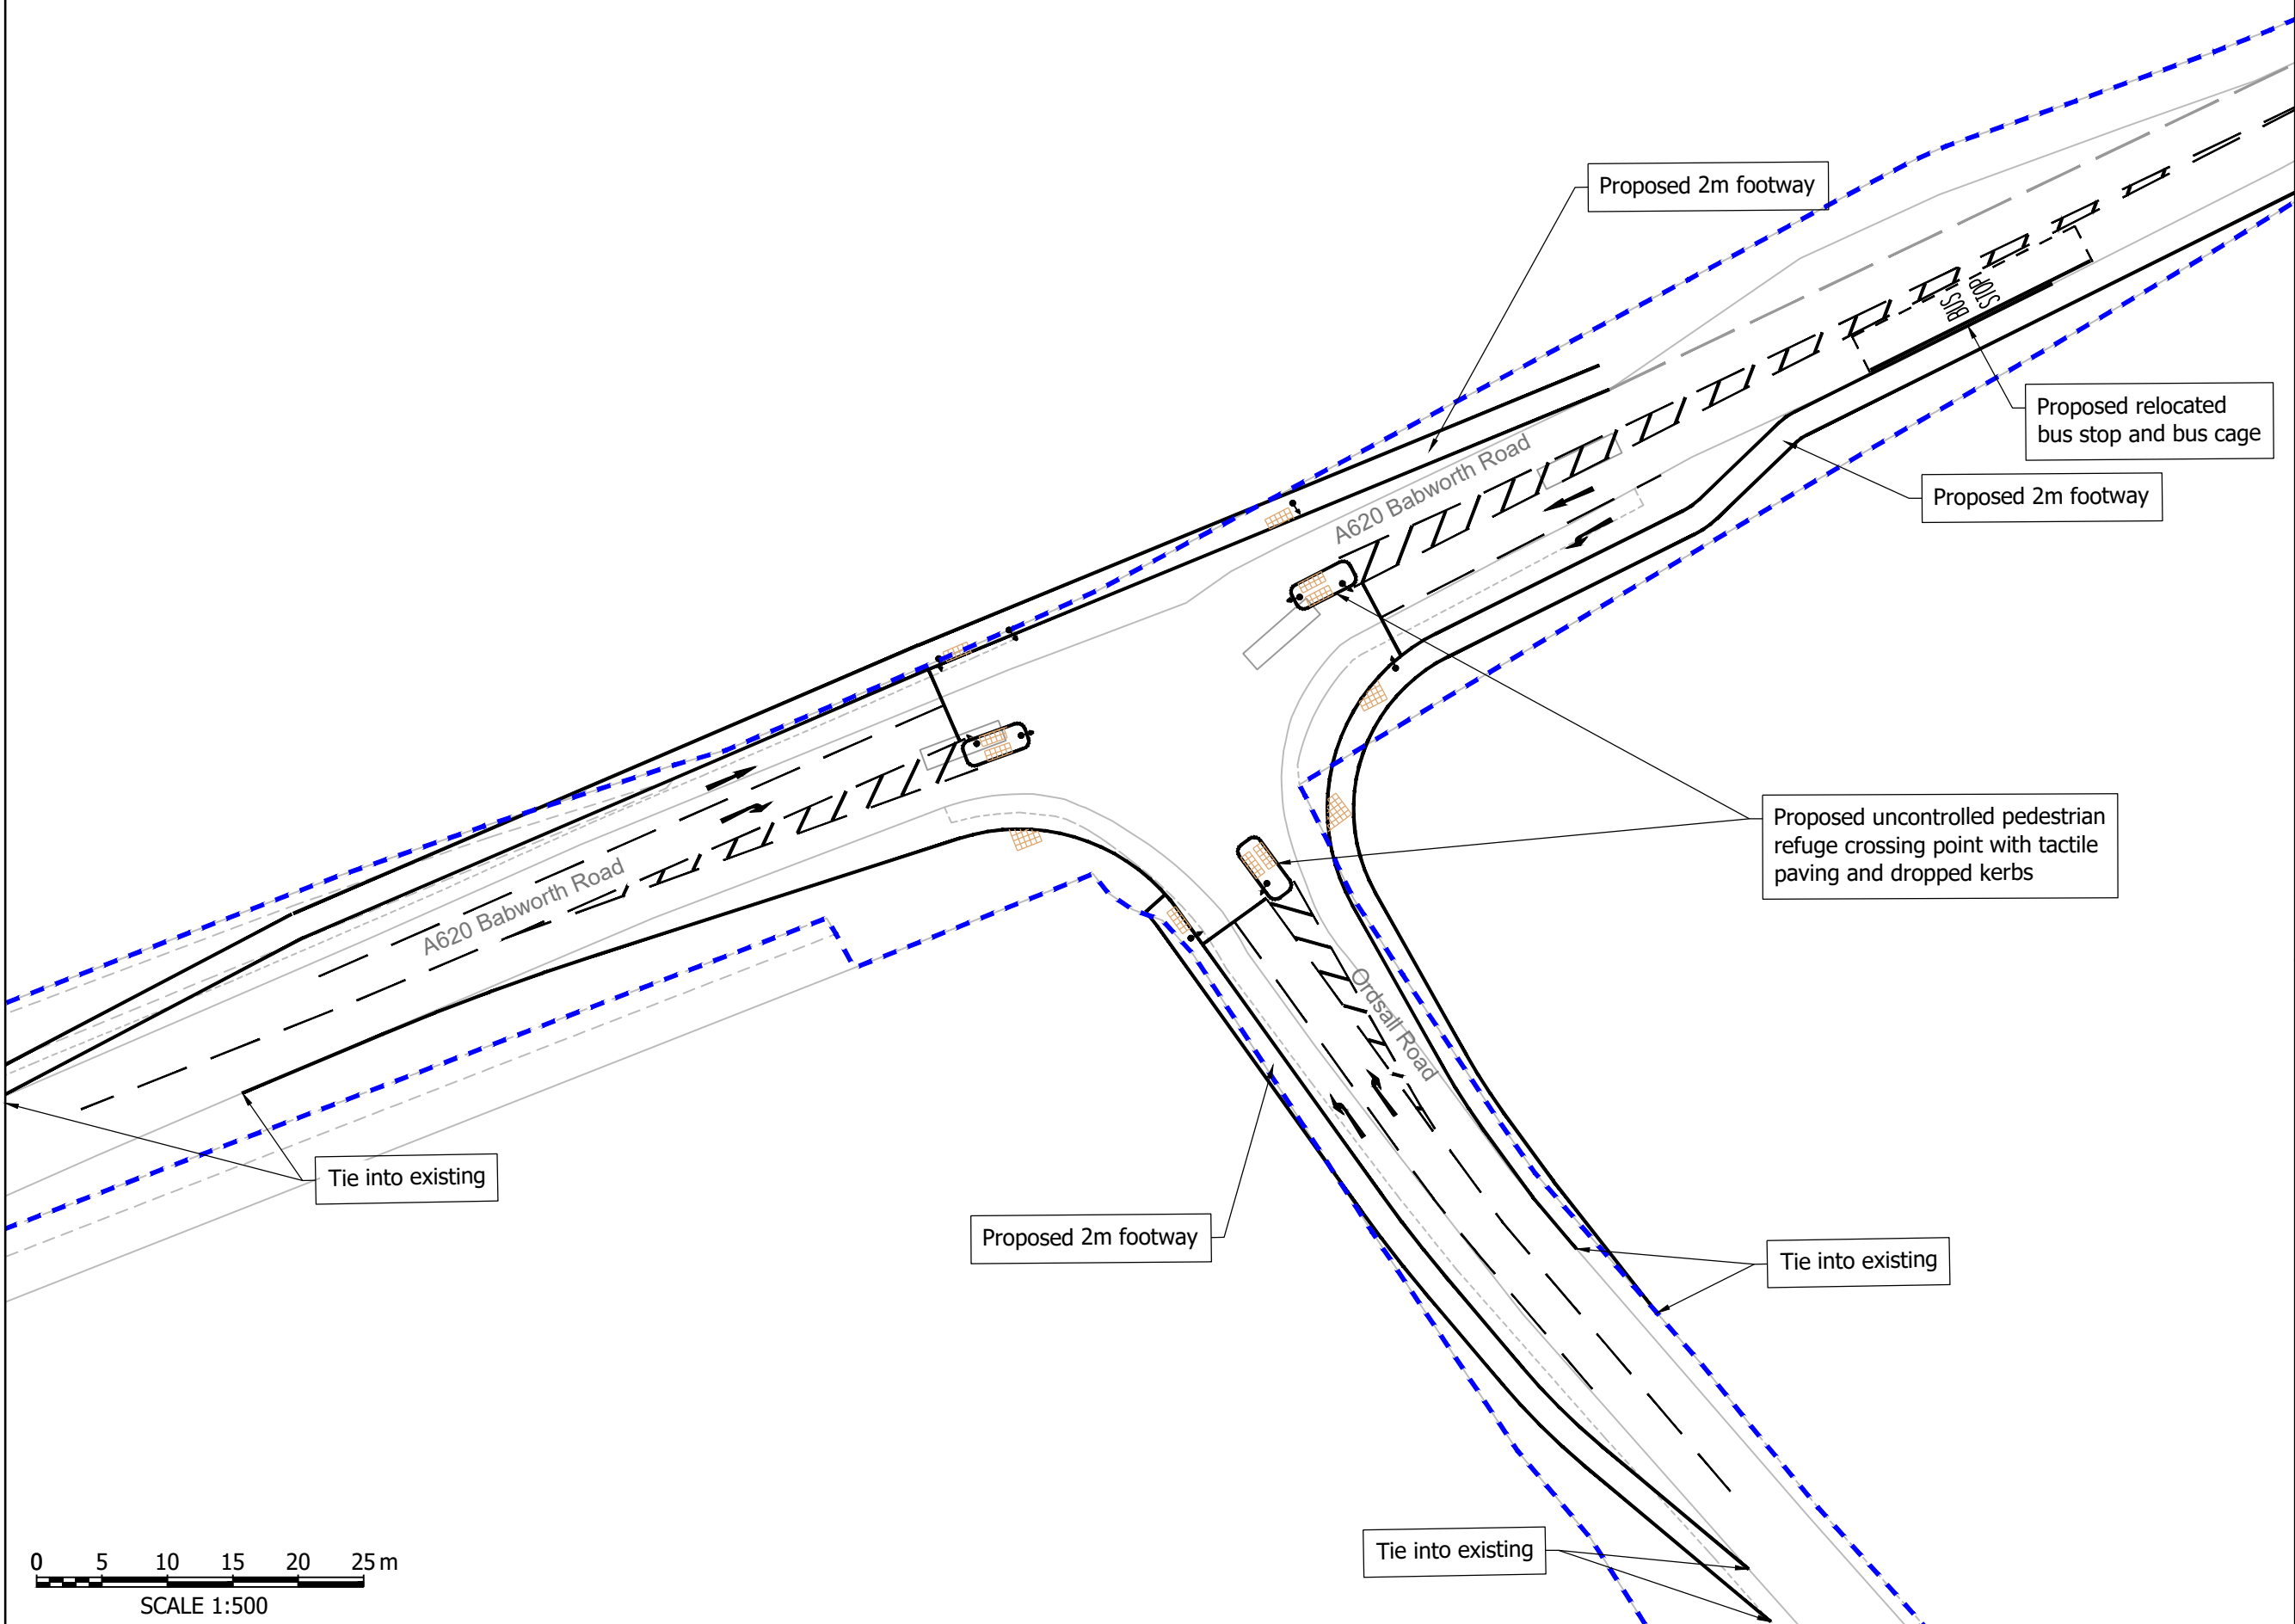 Proposed 2m footway
A620 Babworth Road
BUS
STOP
Proposed relocated
bus stop and bus cage
Proposed 2m footway
Proposed uncontrolled pedestrian
refuge crossing point with tactile
paving and dropped kerbs
A620 Babworth Road
Ordsall Road
Tie into existing
Proposed 2m footway
Tie into existing
Tie into existing
0 5 10 15 20 25 m
SCALE 1:500